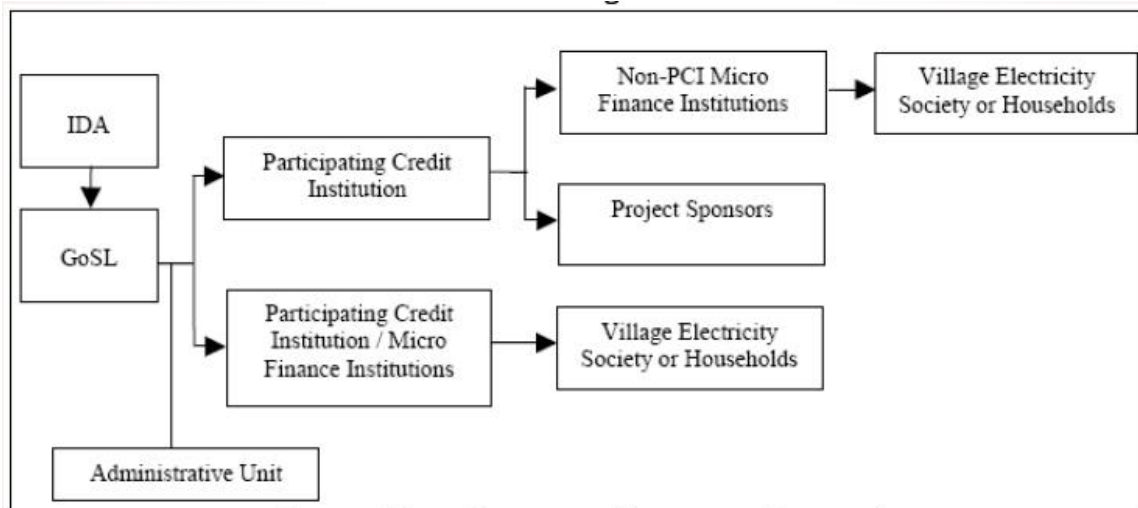 IDA
GoSL
Participating Credit
Institution
Non-PCI Micro
Finance Institutions
Village Electricity
Society or Households
Project Sponsors
Participating Credit
Institution / Micro
Finance Institutions
Village Electricity
Society or Households
Administrative Unit